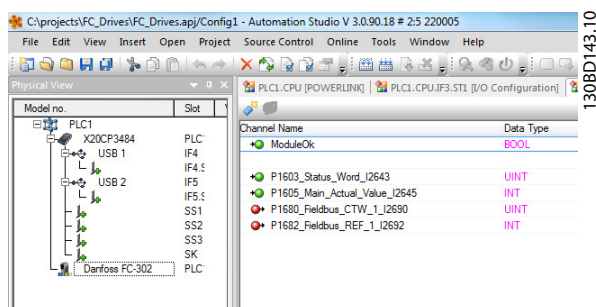 C:\projects\FC_Drives\FC_Drives.apj/Config1 - Automation Studio V 3.0.90.18 # 2:5 220005
File Edit View Insert Open Project Source Control Online Tools Window Help
Physical View
PLC1.CPU [POWERLINK] PLC1.CPU.IF3.ST1 [I/O Configuration]
Model no. Slot
Channel Name Data Type
PLC1
ModuleOk BOOL
X20CP3484 PLC
USB 1 IF4
IF4.S
P1603_Status_Word_I2643 UINT
USB 2 IF5
P1605_Main_Actual_Value_I2645 INT
IF5.S
P1680_Fieldbus_CTW_1_I2690 UINT
SS1
P1682_Fieldbus_REF_1_I2692 INT
SS2
SS3
SK
Danfoss FC-302 PLC
130BD143.10